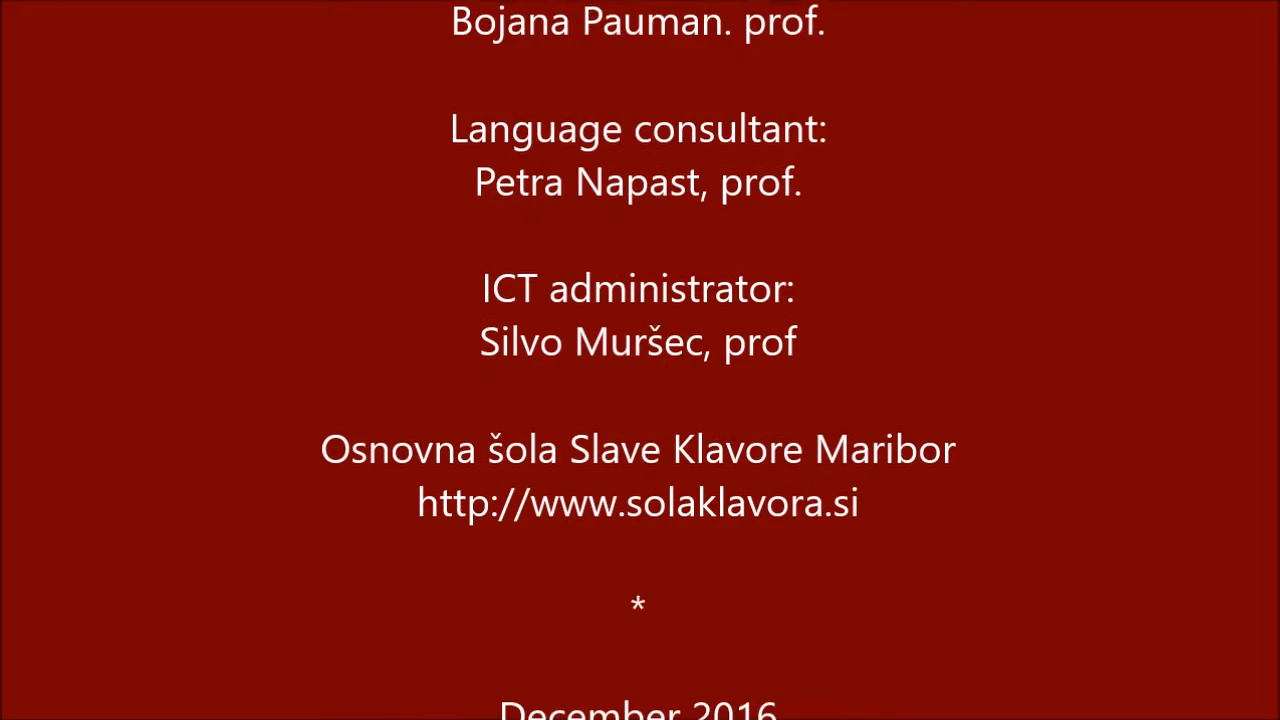 Bojana Pauman. prof.
Language consultant:
Petra Napast, prof.
ICT administrator:
Silvo Muršec, prof
Osnovna šola Slave Klavore Maribor
http://www.solaklavora.si
*
December 2016